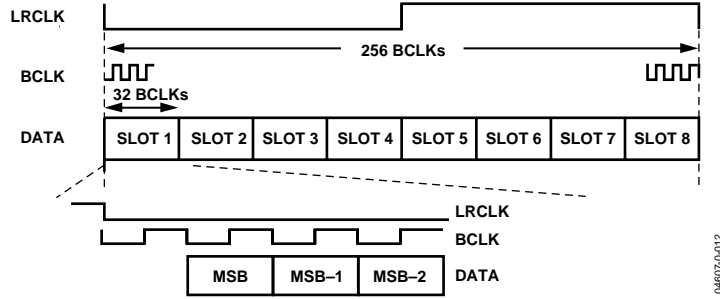 LRCLK
256 BCLKs
BCLK
32 BCLKs
DATA SLOT 1 SLOT 2 SLOT 3 SLOT 4 SLOT 5 SLOT 6 SLOT 7 SLOT 8
LRCLK
BCLK
MSB MSB–1 MSB–2 DATA
04607-0-012